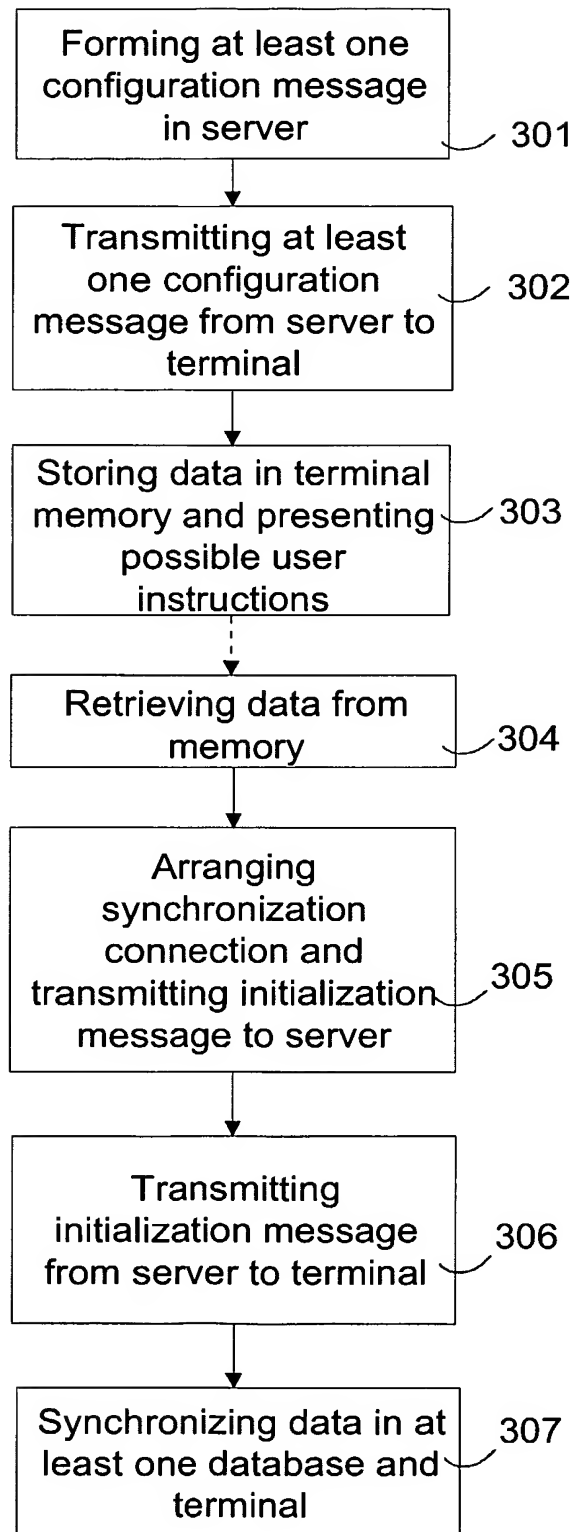 Forming at least one
configuration message
in server
301
Transmitting at least
one configuration
message from server to
terminal
302
Storing data in terminal
memory and presenting
possible user
instructions
303
Retrieving data from
memory
304
Arranging
synchronization
connection and
transmitting initialization
message to server
305
Transmitting
initialization message
from server to terminal
306
Synchronizing data in at
least one database and
terminal
307